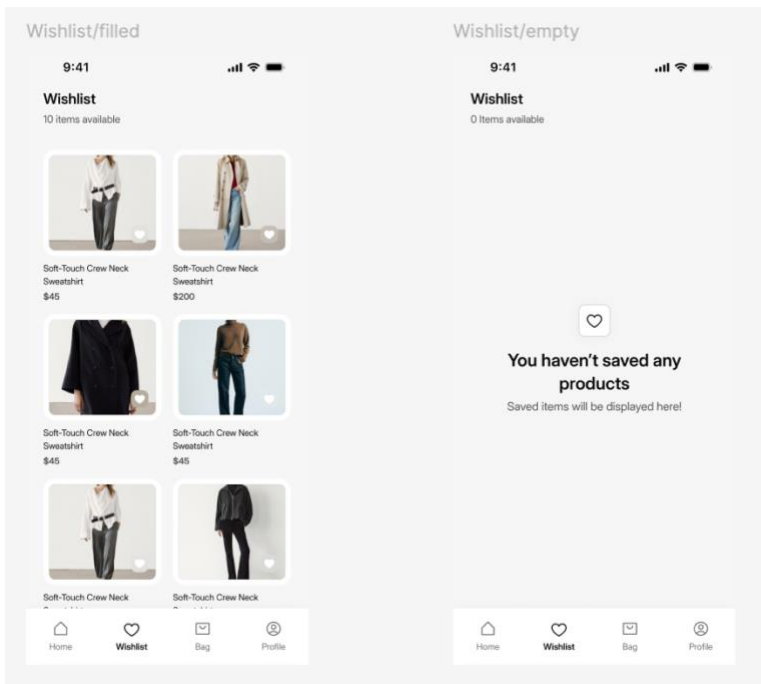 Wishlist/filled
9:41
Wishlist
10 items available
Soft-Touch Crew Neck
Sweatshirt
$45
Soft-Touch Crew Neck
Sweatshirt
$200
Soft-Touch Crew Neck
Sweatshirt
$45
Soft-Touch Crew Neck
Sweatshirt
$45
Soft-Touch Crew Neck
Soft-Touch Crew Neck
Home
Wishlist
Bag
Profile
Wishlist/empty
9:41
Wishlist
0 Items available
You haven't saved any
products
Saved items will be displayed here!
Home
Wishlist
Bag
Profile